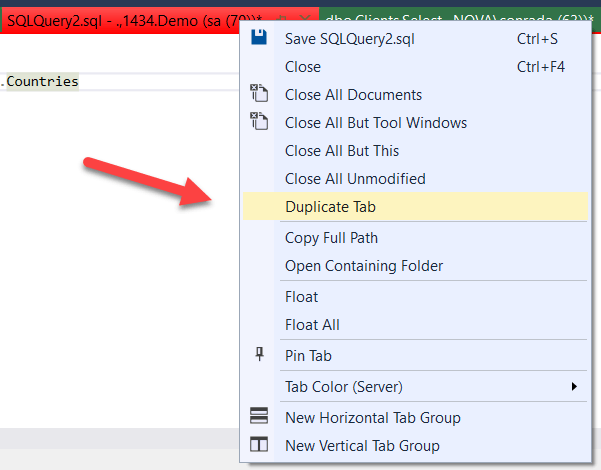 SQLQuery2.sql - .,1434.Demo (sa (70))*
dbo.Clients.Select - NOVA\
(63))*
.Countries
Save SQLQuery2.sql Ctrl+S
Close Ctrl+F4
Close All Documents
Close All But Tool Windows
Close All But This
Close All Unmodified
Duplicate Tab
Copy Full Path
Open Containing Folder
Float
Float All
Pin Tab
Tab Color (Server)
New Horizontal Tab Group
New Vertical Tab Group